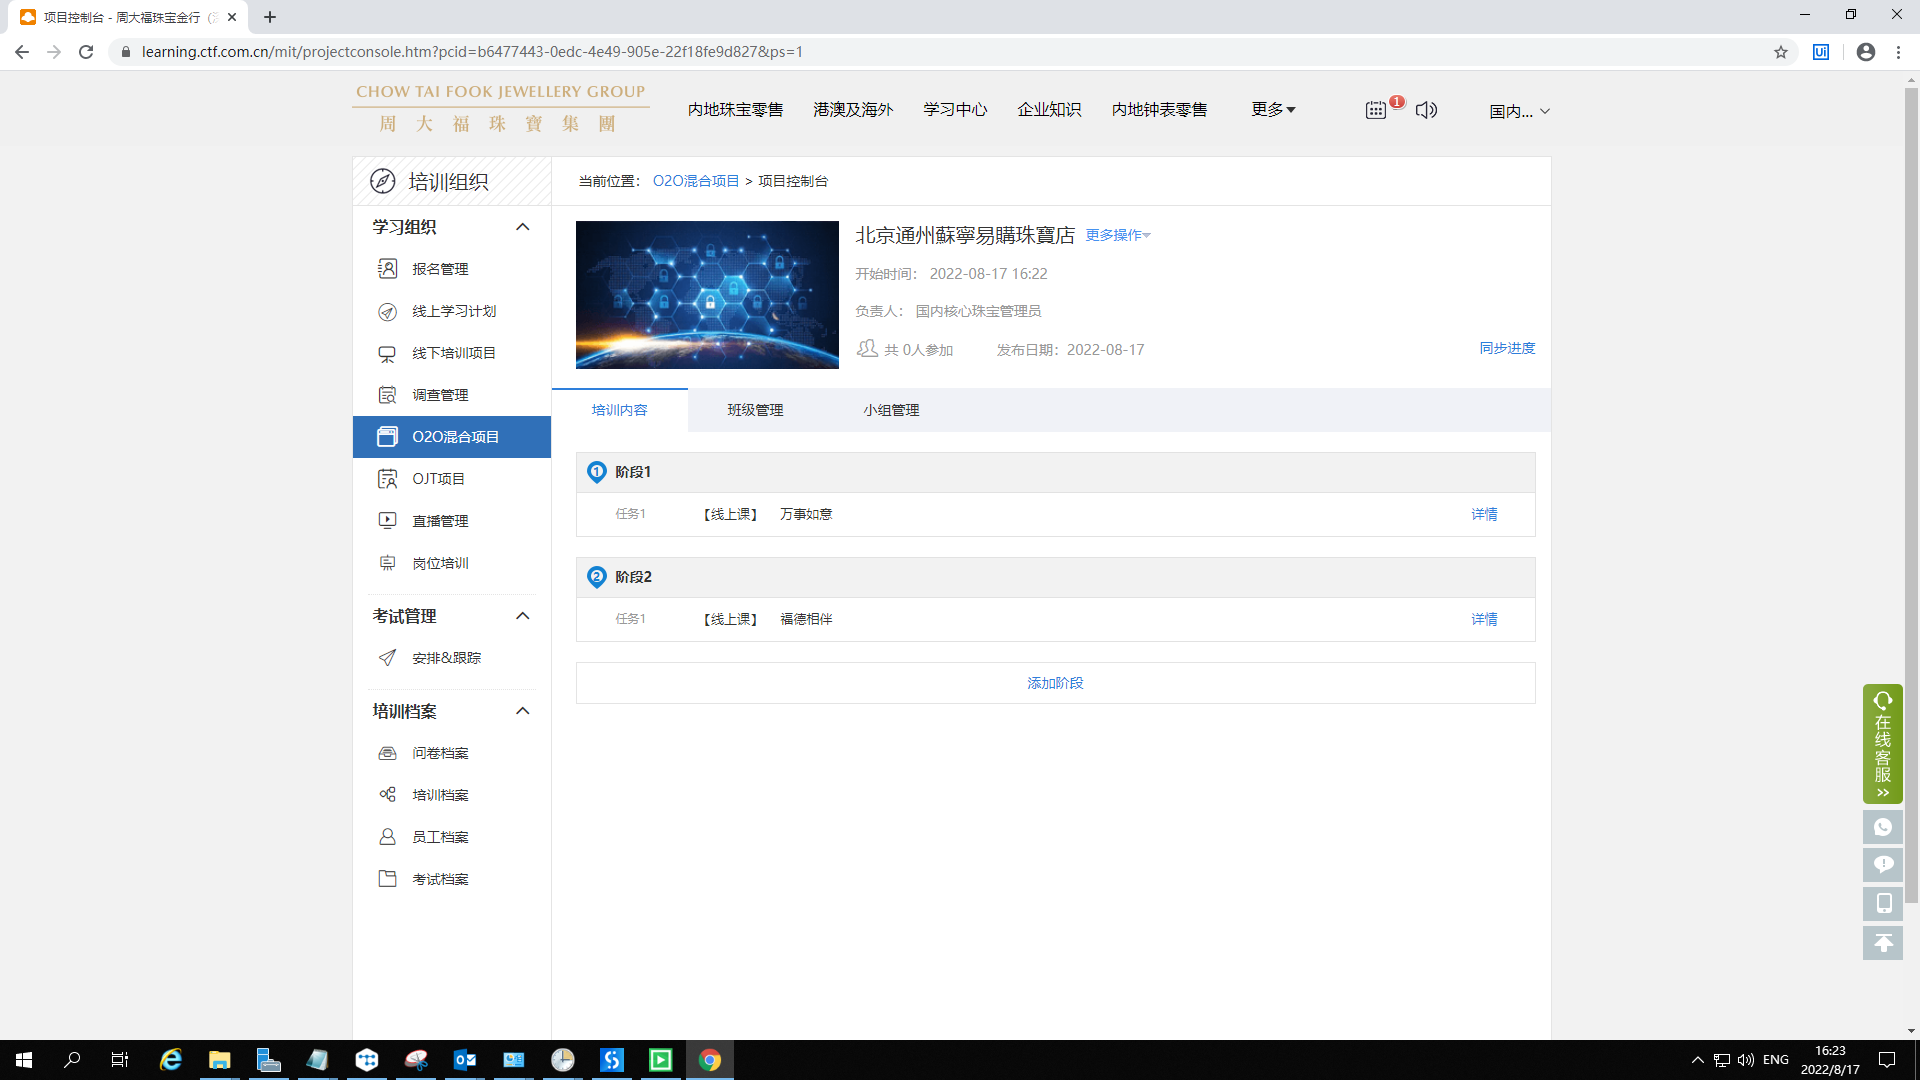 项目控制台 - 周大福珠宝金行
learning.ctf.com.cn/mit/projectconsole.htm?pcid=b6477443-0edc-4e49-905e-22f18fe9d827&ps=1
Ui
CHOW TAI FOOK JEWELLERY GROUP
周大福珠寶集團
内地珠宝零售 港澳及海外 学习中心 企业知识 内地钟表零售 更多
1
国内...
培训组织
当前位置： O2O混合项目 > 项目控制台
学习组织
报名管理
线上学习计划
线下培训项目
调查管理
O2O混合项目
OJT项目
直播管理
岗位培训
考试管理
安排&跟踪
培训档案
问卷档案
培训档案
员工档案
考试档案
北京通州蘇寧易購珠寶店 更多操作
开始时间： 2022-08-17 16:22
负责人： 国内核心珠宝管理员
共 0人参加 发布日期：2022-08-17
同步进度
培训内容 班级管理 小组管理
1 阶段1
任务1 【线上课】 万事如意 详情
2 阶段2
任务1 【线上课】 福德相伴 详情
添加阶段
在线客服
ENG
16:23
2022/8/17